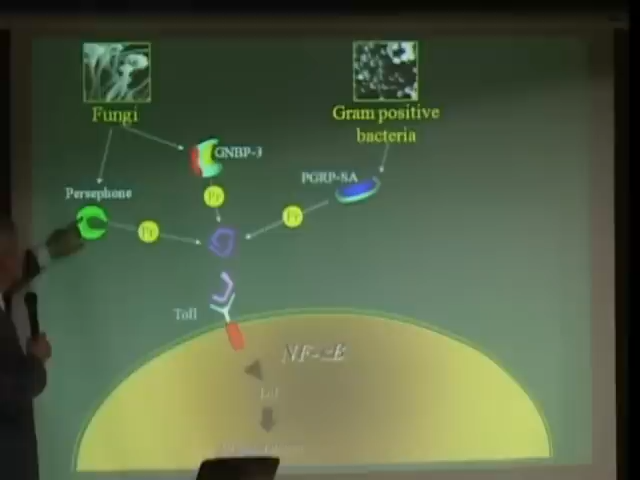 Fungi
Gram positive
bacteria
GNBP-3
PGRP-SA
Persephone
Pr
Pr
Pr
Toll
NF-κB